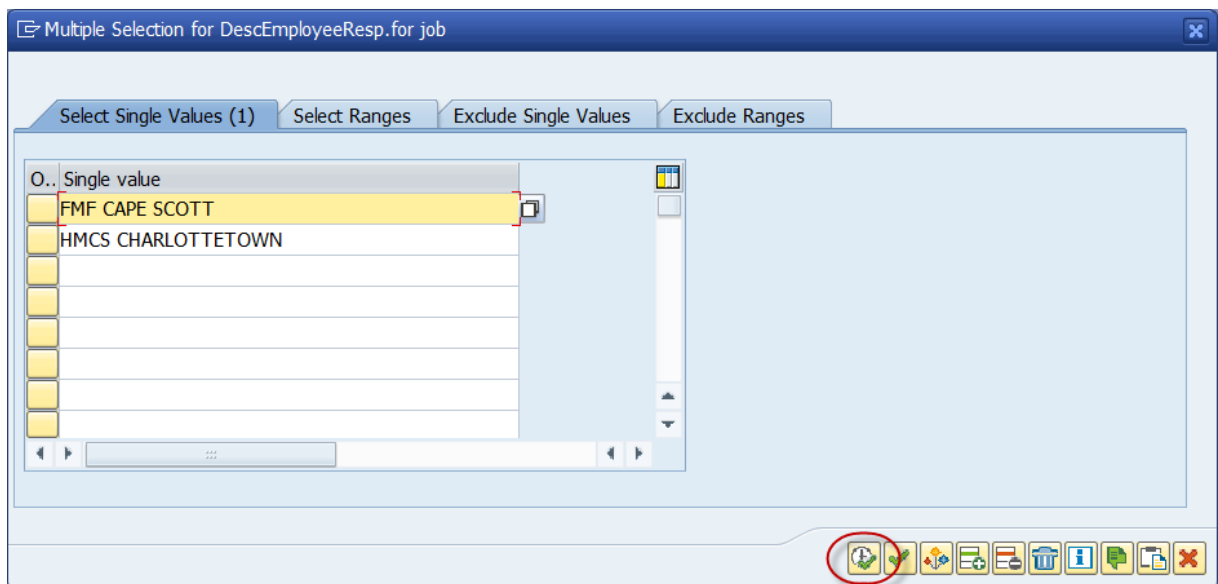 Multiple Selection for DescEmployeeResp.for job
Select Single Values (1) Select Ranges Exclude Single Values Exclude Ranges
O.. Single value
FMF CAPE SCOTT
HMCS CHARLOTTETOWN